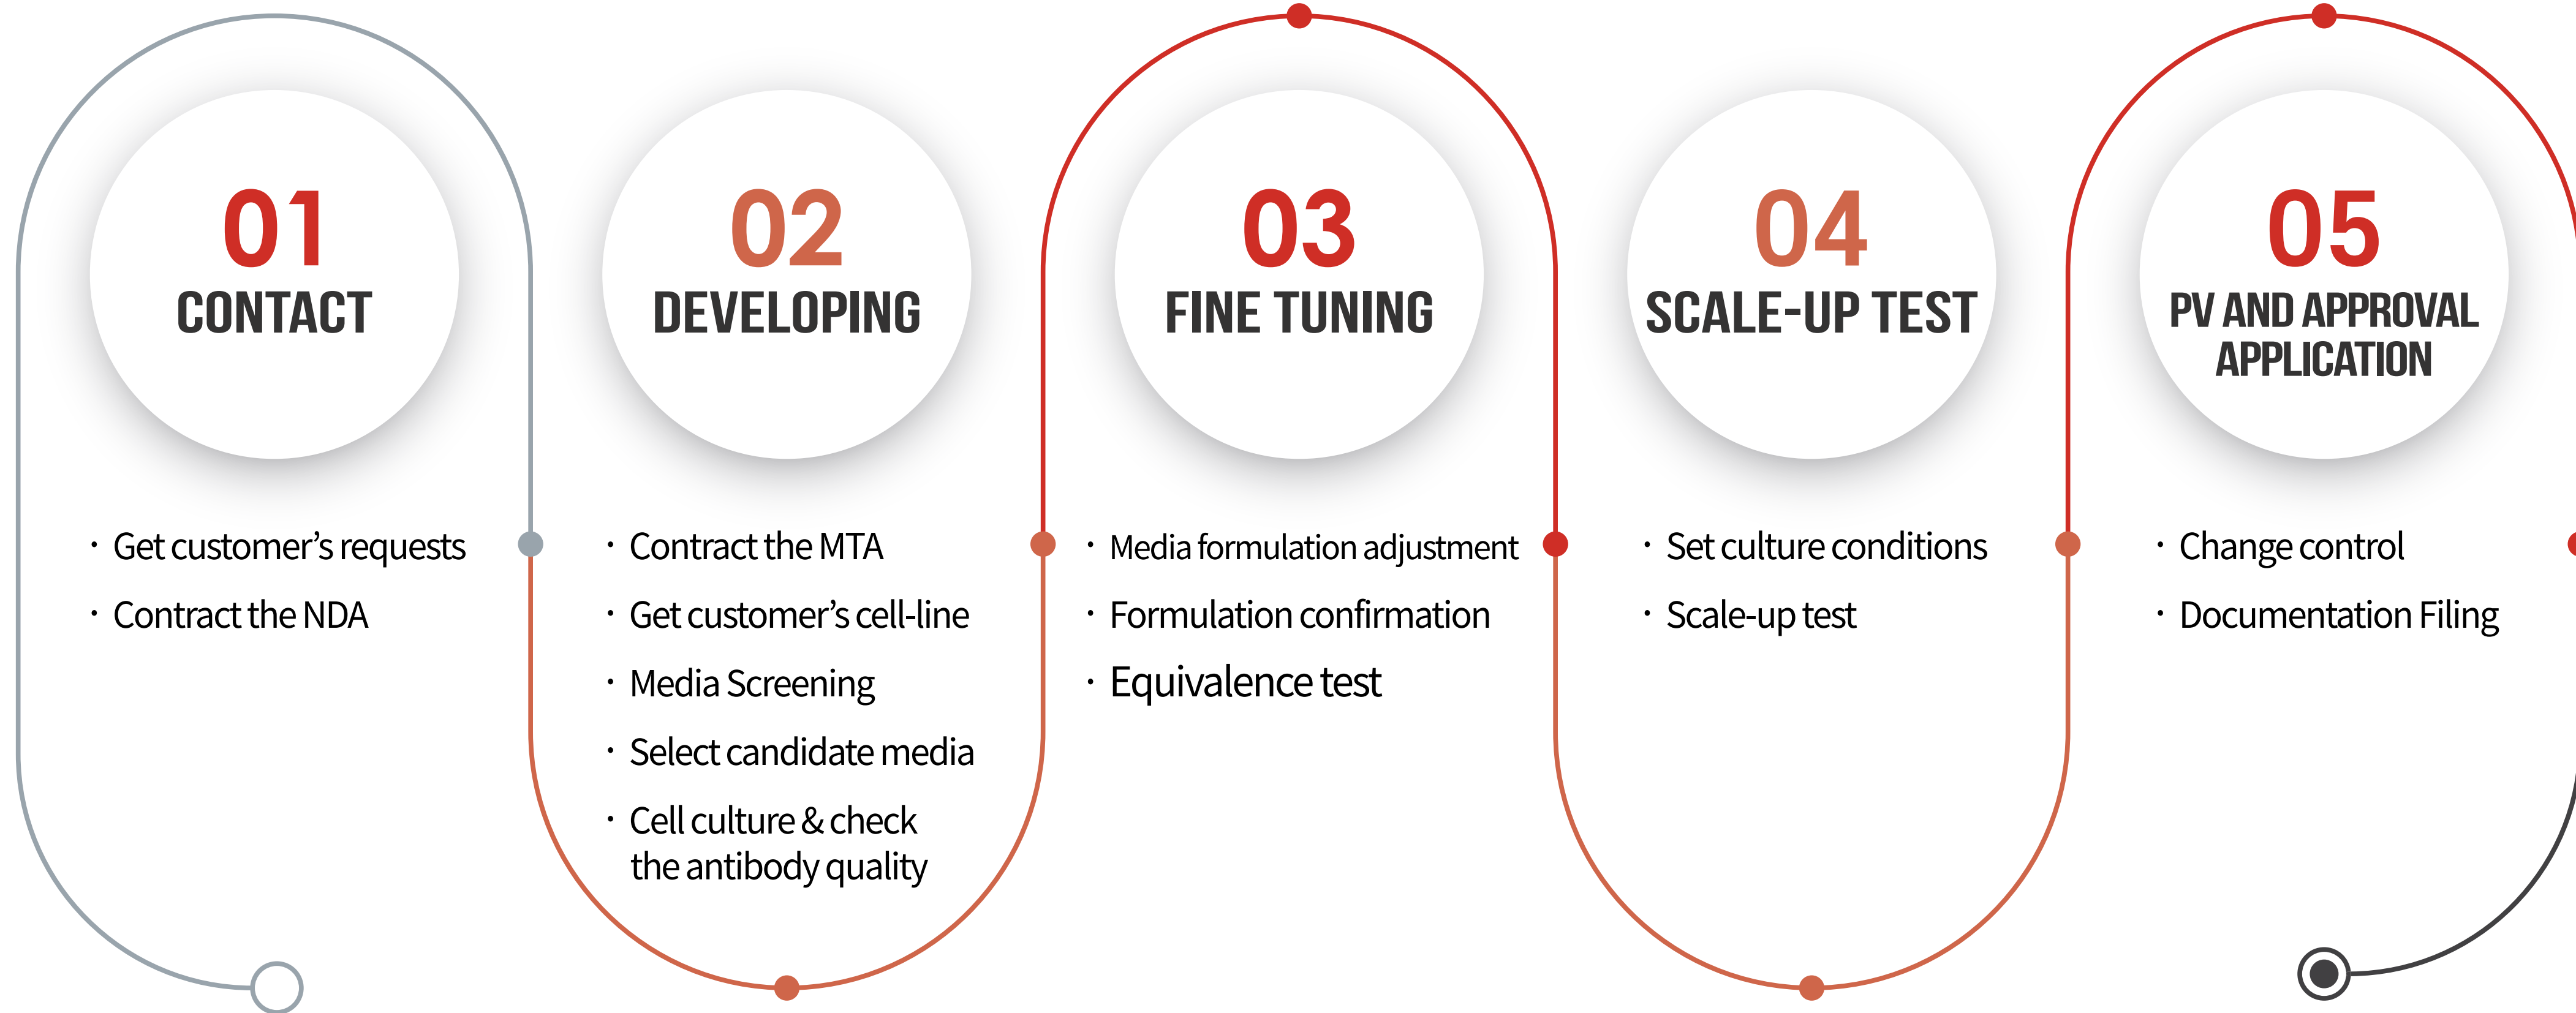 01
CONTACT
· Get customer’s requests
· Contract the NDA
02
DEVELOPING
· Contract the MTA
· Get customer’s cell-line
· Media Screening
· Select candidate media
· Cell culture & check
the antibody quality
03
FINE TUNING
· Media formulation adjustment
· Formulation confirmation
· Equivalence test
04
SCALE-UP TEST
· Set culture conditions
· Scale-up test
05
PV AND APPROVAL
APPLICATION
· Change control
· Documentation Filing